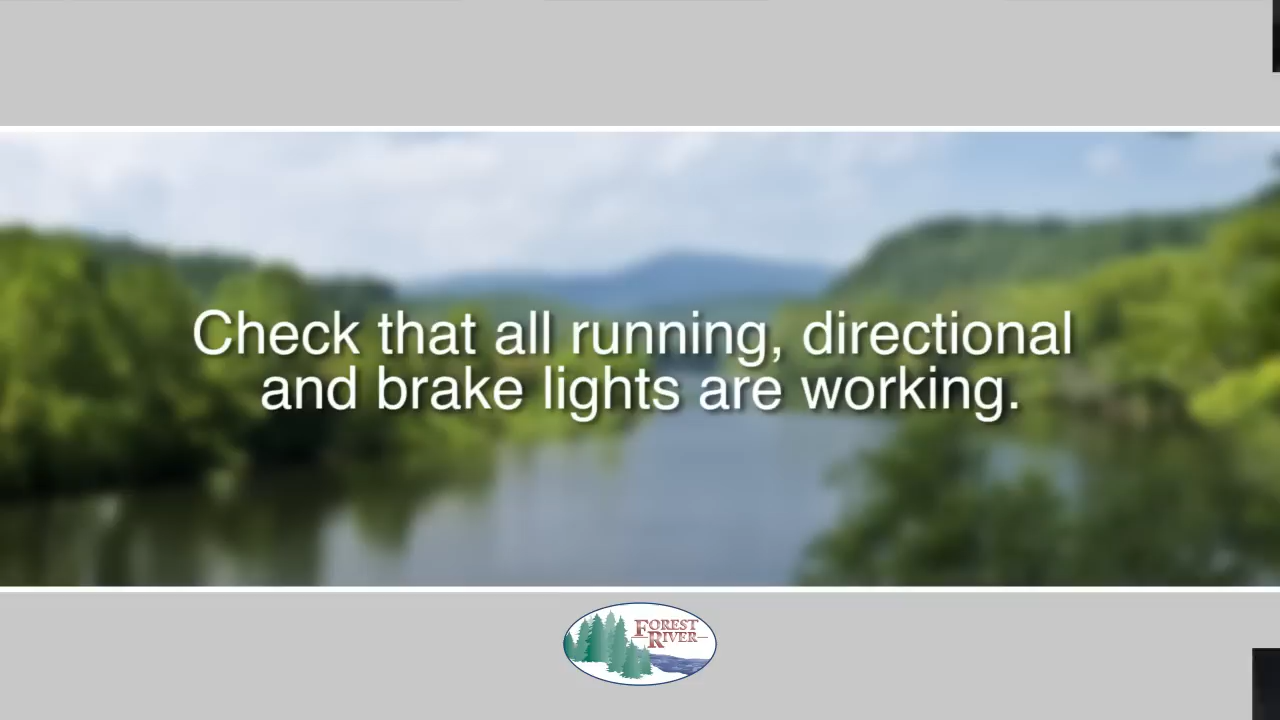 Check that all running, directional
and brake lights are working.
FOREST
RIVER